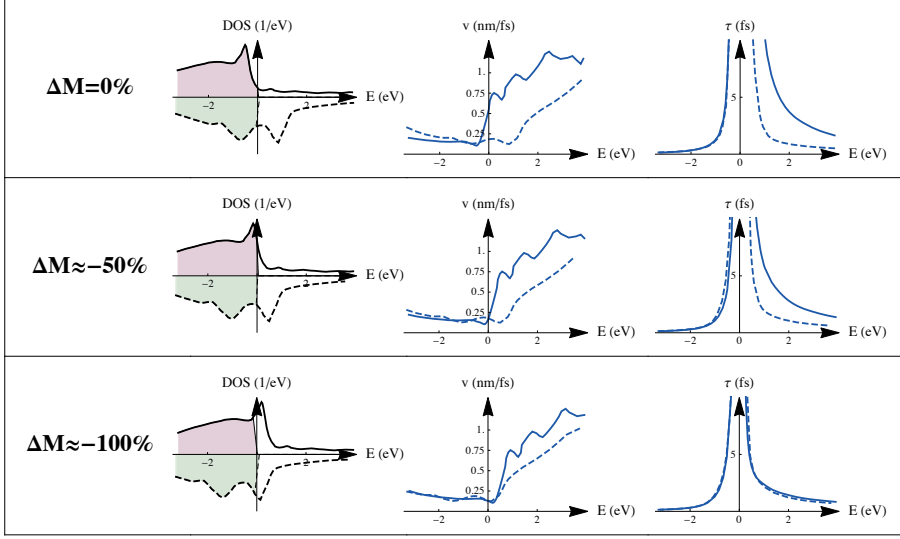 DOS (1/eV) v (nm/fs) τ (fs)
ΔM=0%
-2 2 E (eV)
1.
0.75
0.5
0.25
-2 0 2 E (eV)
5
-2 0 2 E (eV)
DOS (1/eV) v (nm/fs) τ (fs)
ΔM≈−50%
-2 2 E (eV)
1.
0.75
0.5
0.25
-2 0 2 E (eV)
5
-2 0 2 E (eV)
DOS (1/eV) v (nm/fs) τ (fs)
ΔM≈−100%
-2 2 E (eV)
1.
0.75
0.5
0.25
-2 0 2 E (eV)
5
-2 0 2 E (eV)